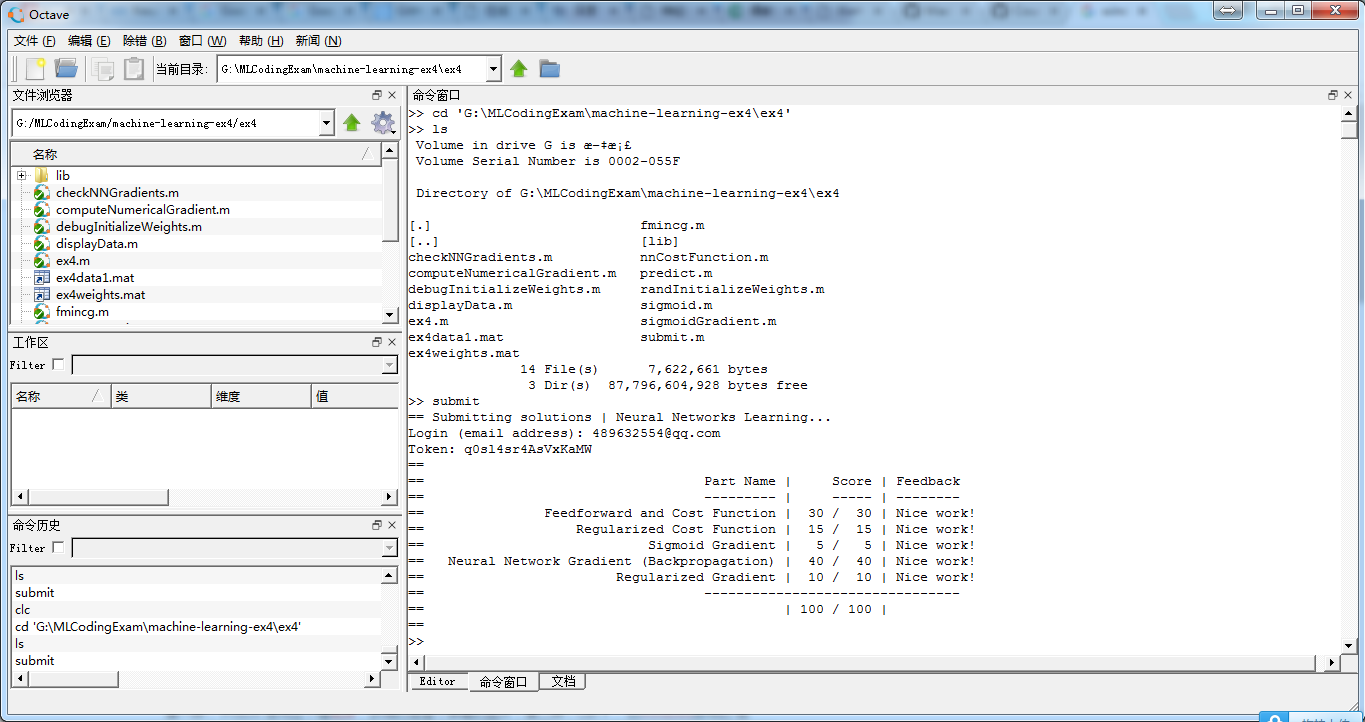 Octave
文件 (F) 编辑 (E) 除错 (B) 窗口 (W) 帮助 (H) 新闻 (N)
当前目录: G:\MLCodingExam\machine-learning-ex4\ex4
文件浏览器
G:/MLCodingExam/machine-learning-ex4/ex4
名称
lib
checkNNGradients.m
computeNumericalGradient.m
debugInitializeWeights.m
displayData.m
ex4.m
ex4data1.mat
ex4weights.mat
fmincg.m
工作区
Filter
名称 类 维度 值
命令历史
Filter
ls
submit
clc
cd 'G:\MLCodingExam\machine-learning-ex4\ex4'
ls
submit
命令窗口
>> cd 'G:\MLCodingExam\machine-learning-ex4\ex4'
>> ls
Volume in drive G is æ–‡æ¡£
Volume Serial Number is 0002-055F
Directory of G:\MLCodingExam\machine-learning-ex4\ex4
[.] fmincg.m
[..] [lib]
checkNNGradients.m nnCostFunction.m
computeNumericalGradient.m predict.m
debugInitializeWeights.m randInitializeWeights.m
displayData.m sigmoid.m
ex4.m sigmoidGradient.m
ex4data1.mat submit.m
ex4weights.mat
14 File(s) 7,622,661 bytes
3 Dir(s) 87,796,604,928 bytes free
>> submit
== Submitting solutions | Neural Networks Learning...
Login (email address): 489632554@qq.com
Token: q0sl4sr4AsVxKaMW
==
== Part Name | Score | Feedback
== --------- | ----- | --------
== Feedforward and Cost Function | 30 / 30 | Nice work!
== Regularized Cost Function | 15 / 15 | Nice work!
== Sigmoid Gradient | 5 / 5 | Nice work!
== Neural Network Gradient (Backpropagation) | 40 / 40 | Nice work!
== Regularized Gradient | 10 / 10 | Nice work!
== --------------------------------
== | 100 / 100 |
==
>>
Editor 命令窗口 文档